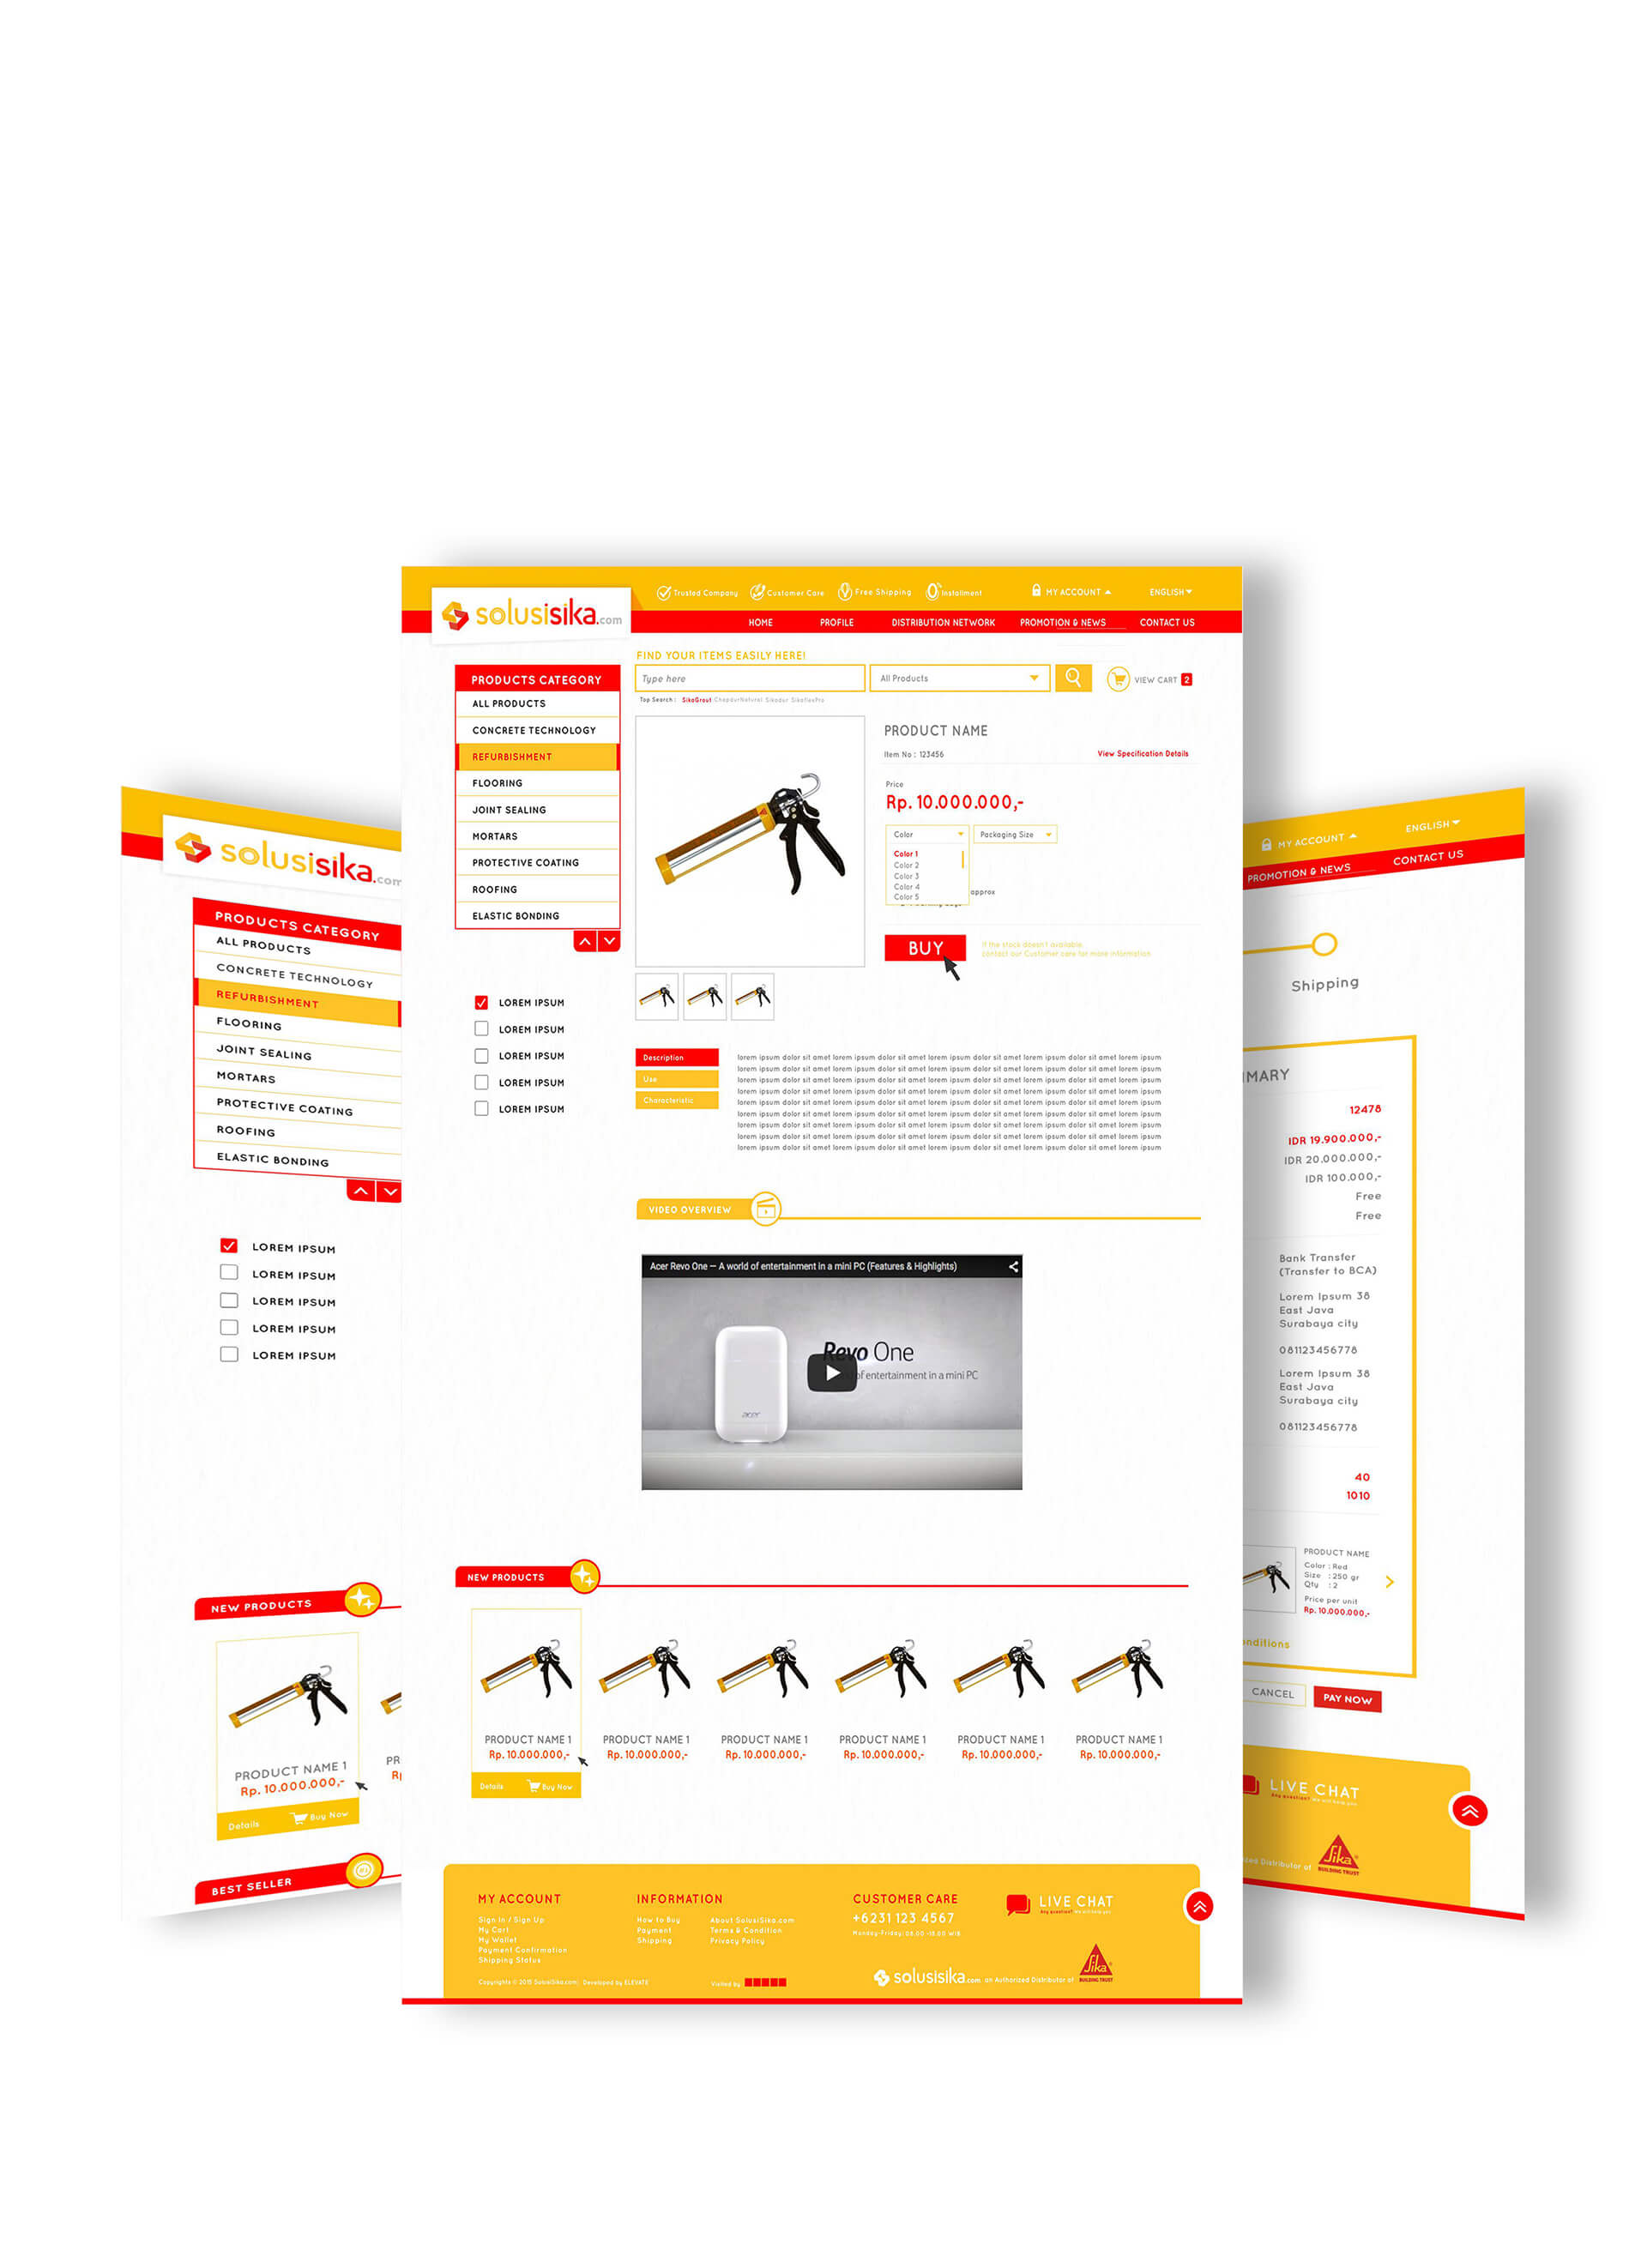 Trusted Company Customer Care Free Shipping Installment MY ACCOUNT ENGLISH
solusisika.com
HOME PROFILE DISTRIBUTION NETWORK PROMOTION & NEWS CONTACT US
FIND YOUR ITEMS EASILY HERE!
Type here All Products VIEW CART 2
Top Search : SikaGrout
PRODUCTS CATEGORY
ALL PRODUCTS
CONCRETE TECHNOLOGY
REFURBISHMENT
FLOORING
JOINT SEALING
MORTARS
PROTECTIVE COATING
ROOFING
ELASTIC BONDING
LOREM IPSUM
LOREM IPSUM
LOREM IPSUM
LOREM IPSUM
LOREM IPSUM
PRODUCT NAME
Item No : 123456 View Specification Details
Price
Rp. 10.000.000,-
Color Packaging Size
Color 1
Color 2
Color 3
Color 4
Color 5
approx
BUY
If the stock doesn't available,
contact our Customer care for more information
Description
Use
Characteristic
lorem ipsum dolor sit amet lorem ipsum dolor sit amet lorem ipsum dolor sit amet lorem ipsum dolor sit amet lorem ipsum
lorem ipsum dolor sit amet lorem ipsum dolor sit amet lorem ipsum dolor sit amet lorem ipsum dolor sit amet lorem ipsum
lorem ipsum dolor sit amet lorem ipsum dolor sit amet lorem ipsum dolor sit amet lorem ipsum dolor sit amet lorem ipsum
lorem ipsum dolor sit amet lorem ipsum dolor sit amet lorem ipsum dolor sit amet lorem ipsum dolor sit amet lorem ipsum
lorem ipsum dolor sit amet lorem ipsum dolor sit amet lorem ipsum dolor sit amet lorem ipsum dolor sit amet lorem ipsum
lorem ipsum dolor sit amet lorem ipsum dolor sit amet lorem ipsum dolor sit amet lorem ipsum dolor sit amet lorem ipsum
lorem ipsum dolor sit amet lorem ipsum dolor sit amet lorem ipsum dolor sit amet lorem ipsum dolor sit amet lorem ipsum
lorem ipsum dolor sit amet lorem ipsum dolor sit amet lorem ipsum dolor sit amet lorem ipsum dolor sit amet lorem ipsum
lorem ipsum dolor sit amet lorem ipsum dolor sit amet lorem ipsum dolor sit amet lorem ipsum dolor sit amet lorem ipsum
VIDEO OVERVIEW
Acer Revo One — A world of entertainment in a mini PC (Features & Highlights)
Revo One
of entertainment in a mini PC
acer
NEW PRODUCTS
PRODUCT NAME 1 PRODUCT NAME 1 PRODUCT NAME 1 PRODUCT NAME 1 PRODUCT NAME 1 PRODUCT NAME 1
Rp. 10.000.000,- Rp. 10.000.000,- Rp. 10.000.000,- Rp. 10.000.000,- Rp. 10.000.000,- Rp. 10.000.000,-
Details Buy Now
MY ACCOUNT
Sign In / Sign Up
My Cart
My Wallet
Payment Confirmation
Shipping Status
INFORMATION
How to Buy About SolusiSika.com
Payment Terms & Condition
Shipping Privacy Policy
CUSTOMER CARE
+6231 123 4567
LIVE CHAT
Any question? We will help you
Copyrights © 2015 SolusiSika.com, Developed by ELEVATE
Visited by
solusisika.com an Authorized Distributor of
Sika
BUILDING TRUST
solusisika.com
PRODUCTS CATEGORY
ALL PRODUCTS
CONCRETE TECHNOLOGY
REFURBISHMENT
FLOORING
JOINT SEALING
MORTARS
PROTECTIVE COATING
ROOFING
ELASTIC BONDING
LOREM IPSUM
LOREM IPSUM
LOREM IPSUM
LOREM IPSUM
LOREM IPSUM
NEW PRODUCTS
PRODUCT NAME 1 PR
Rp. 10.000.000,- Rp
Details Buy Now
BEST SELLER
MY ACCOUNT ENGLISH
PROMOTION & NEWS CONTACT US
Shipping
MARY
12478
IDR 19.900.000,-
IDR 20.000.000,-
IDR 100.000,-
Free
Free
Bank Transfer
(Transfer to BCA)
Lorem Ipsum 38
East Java
Surabaya city
081123456778
Lorem Ipsum 38
East Java
Surabaya city
081123456778
40
1010
PRODUCT NAME
Color : Red
Size : 250 gr
Qty : 2
Price per unit
Rp. 10.000.000,-
onditions
CANCEL PAY NOW
LIVE CHAT
Any question? We will help you
Distributor of
Sika
BUILDING TRUST